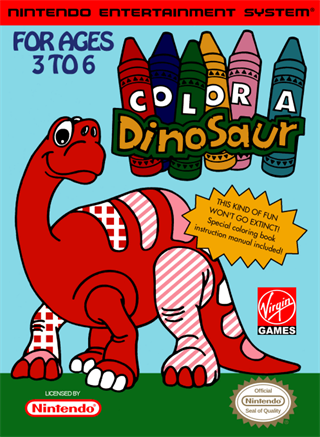 NINTENDO ENTERTAINMENT SYSTEM®
FOR AGES
3 TO 6
COLOR A
DinoSaur
THIS KIND OF FUN
WON'T GO EXTINCT!
Special coloring book
instruction manual included!
Virgin
GAMES
LICENSED BY
Nintendo
Official
Nintendo
Seal of Quality